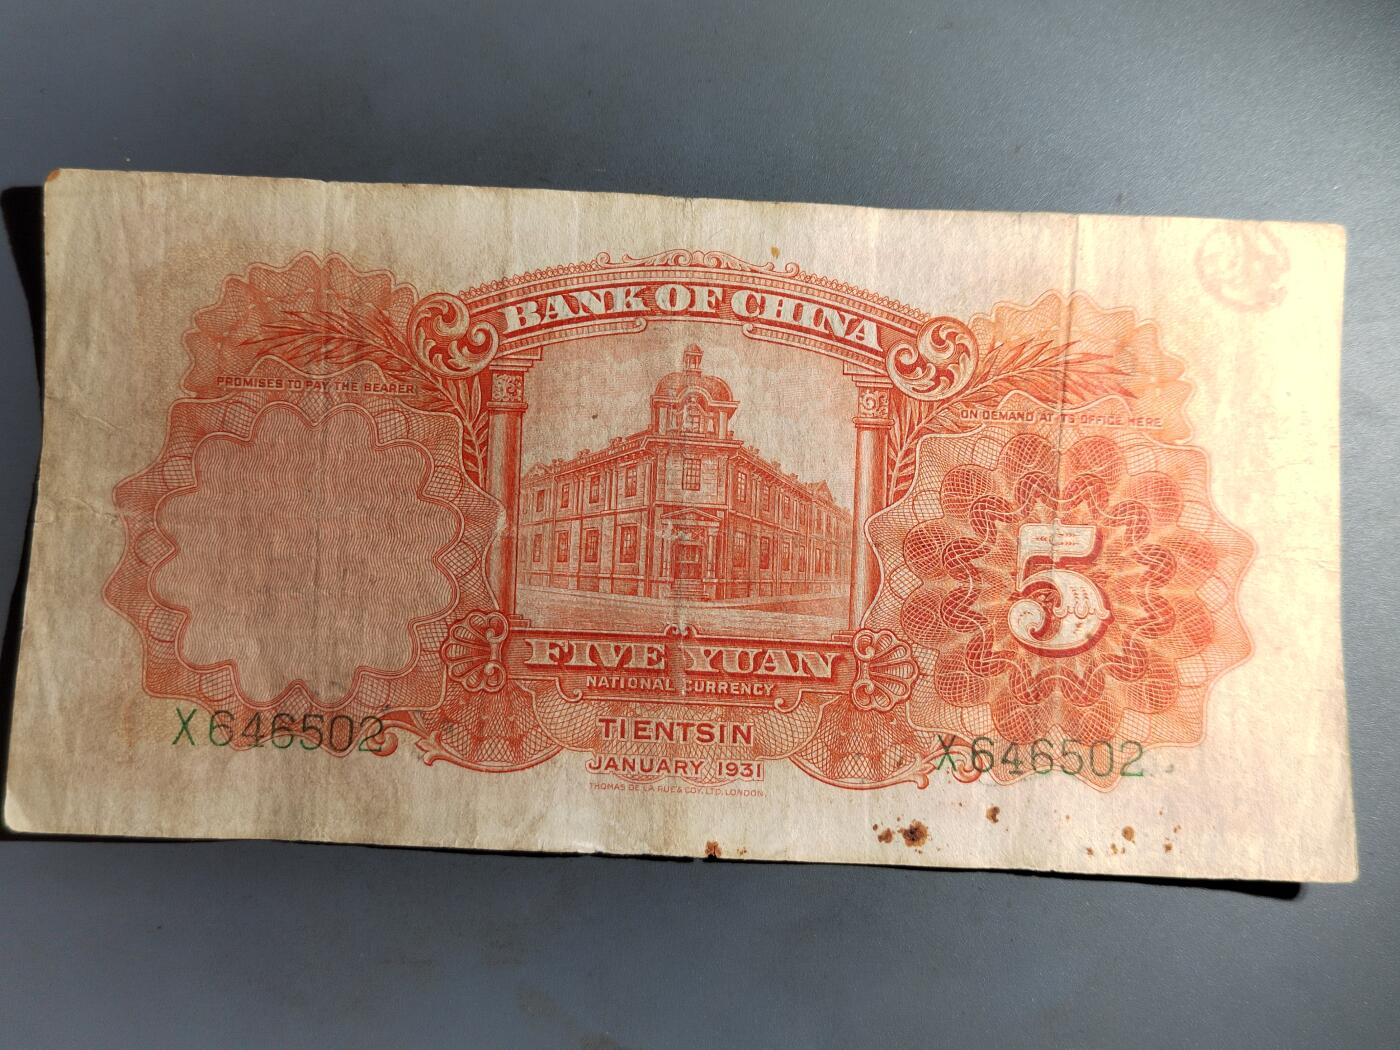 BANK OF CHINA
PROMISES TO PAY THE BEARER
ON DEMAND AT ITS OFFICE HERE
5
FIVE YUAN
NATIONAL CURRENCY
X646502
TIENTSIN
X646502
JANUARY 1931
THOMAS DE LA RUE & COY. LTD. LONDON.